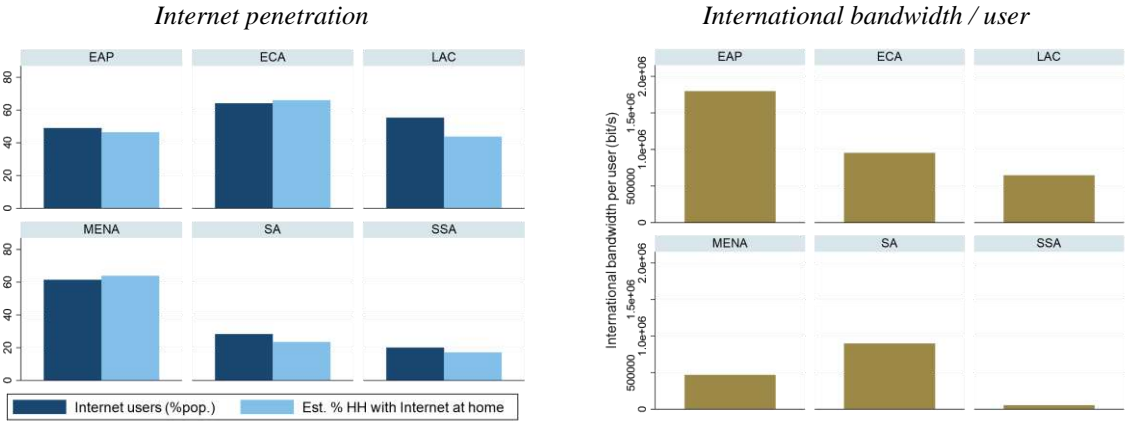 Internet penetration
EAP ECA LAC
80
60
40
20
0
MENA SA SSA
80
60
40
20
0
Internet users (%pop.) Est. % HH with Internet at home
International bandwidth / user
International bandwidth per user (bit/s)
EAP ECA LAC
2.0e+06
1.5e+06
1.0e+06
500000
0
MENA SA SSA
2.0e+06
1.5e+06
1.0e+06
500000
0